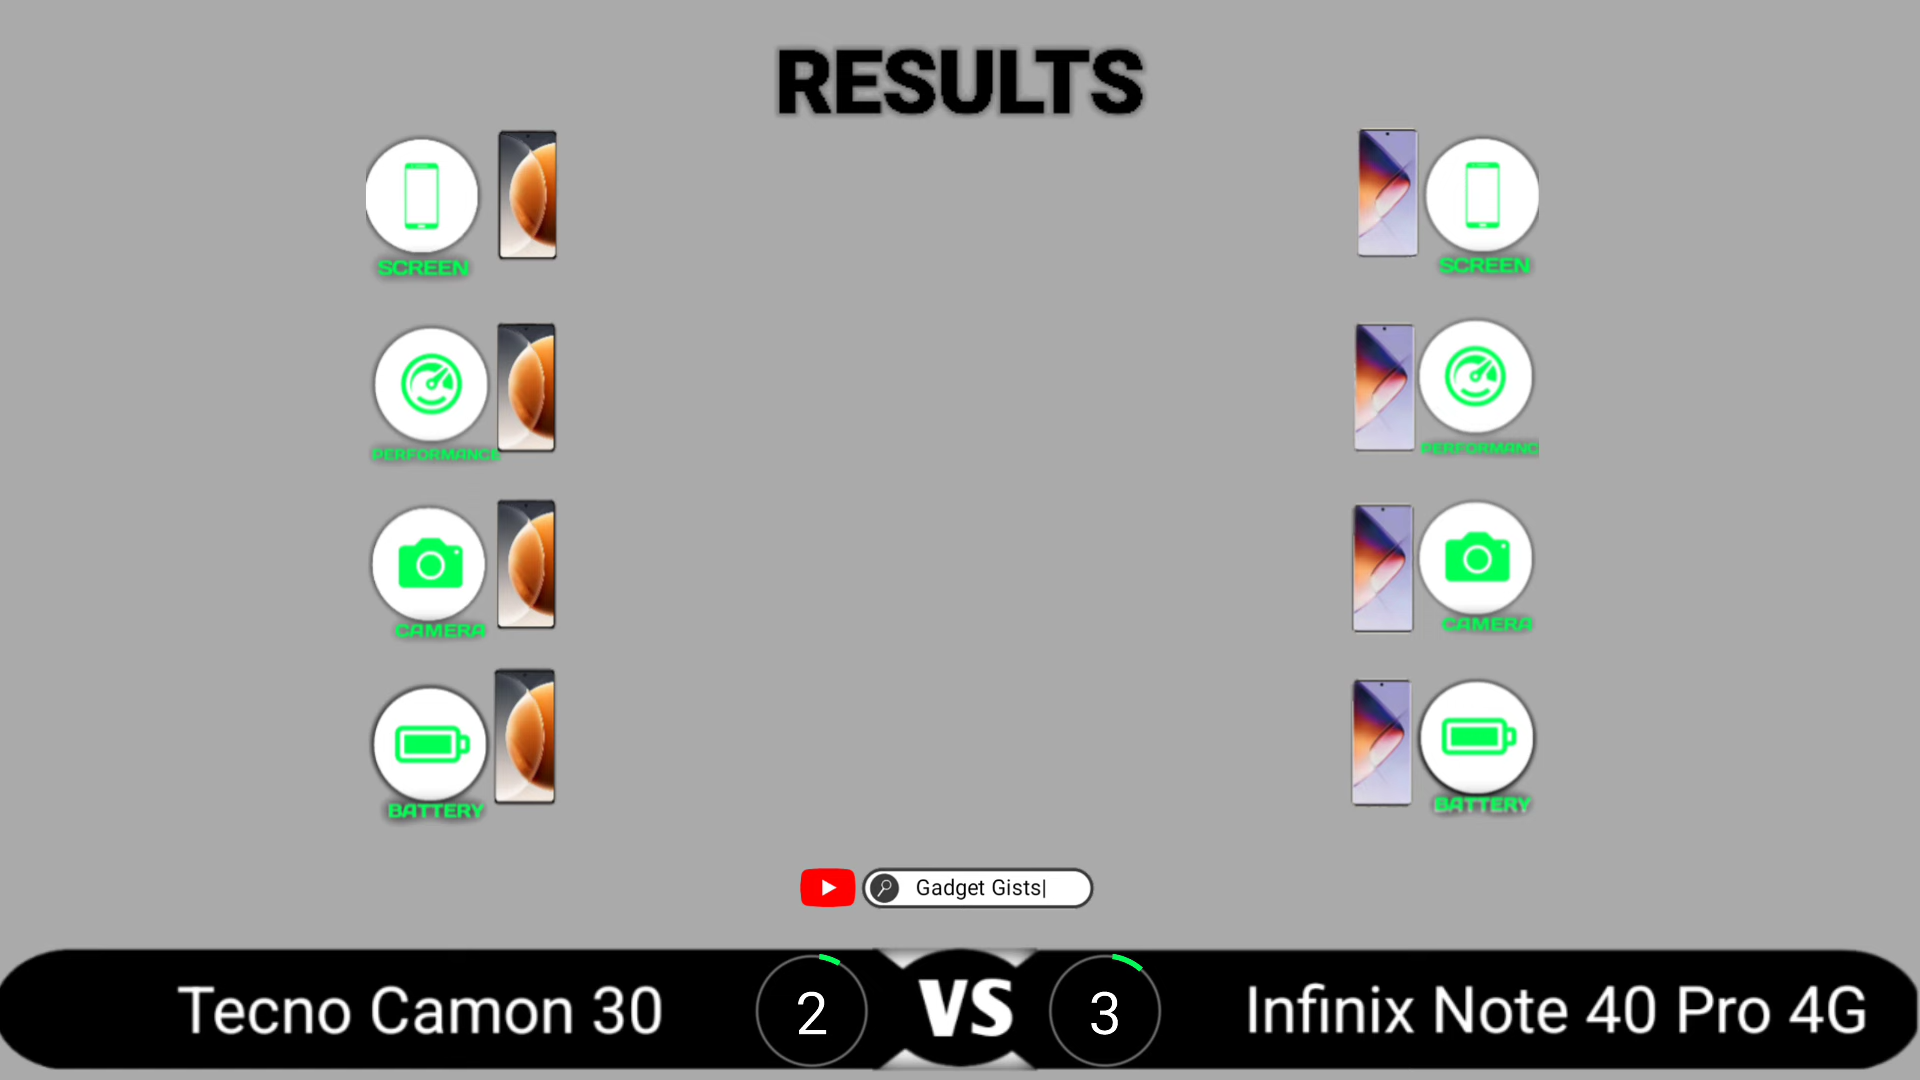 RESULTS
SCREEN
SCREEN
PERFORMANCE
PERFORMANC
CAMERA
CAMERA
BATTERY
BATTERY
Gadget Gists|
Tecno Camon 30
2
VS
3
Infinix Note 40 Pro 4G